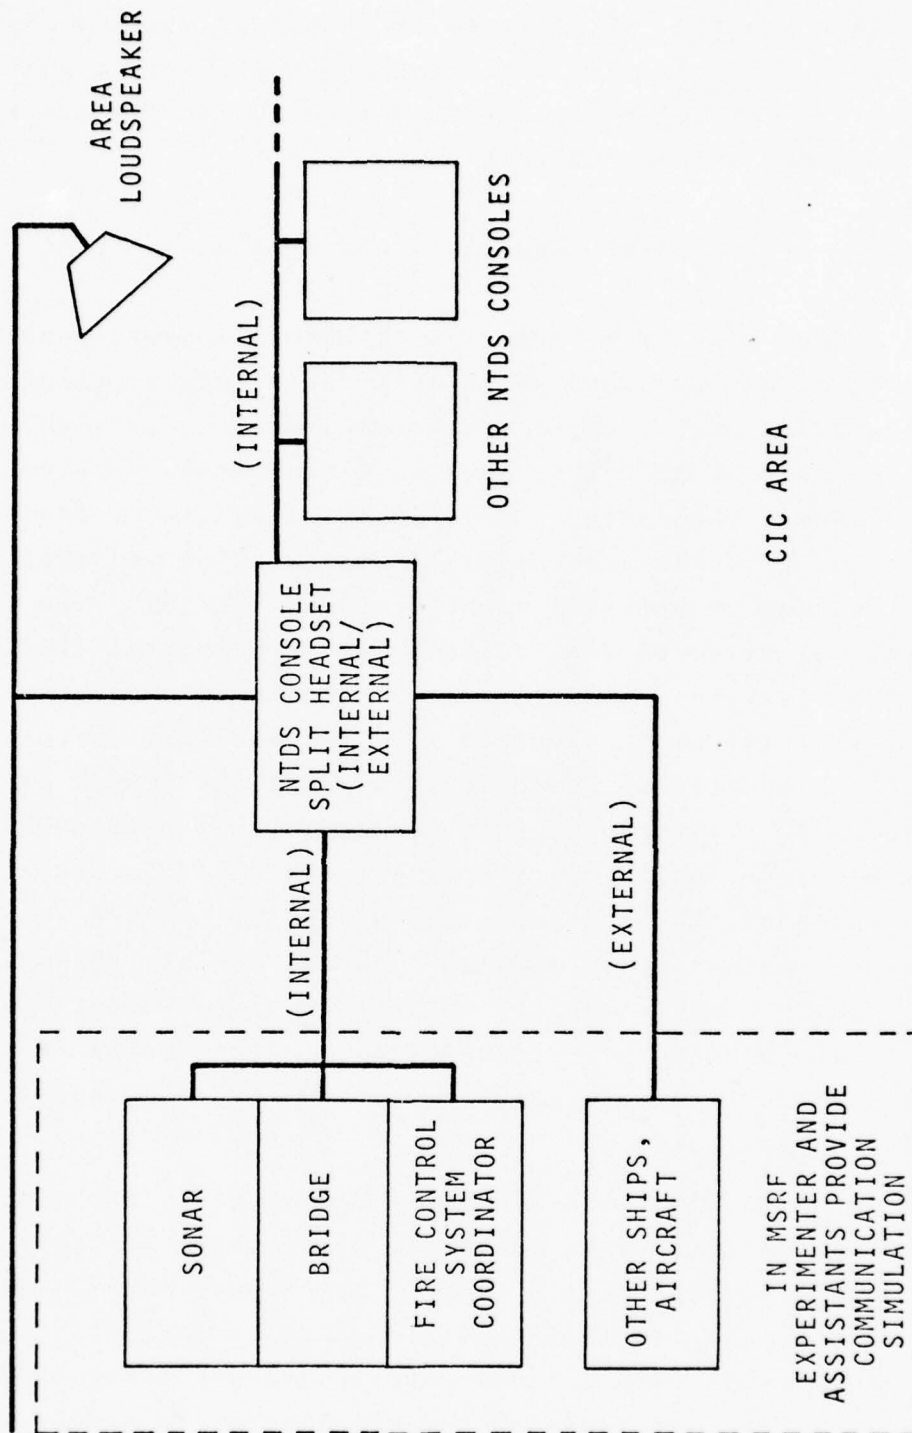 AREA
LOUDSPEAKER
(INTERNAL)
OTHER NTDS CONSOLES
NTDS CONSOLE
SPLIT HEADSET
(INTERNAL/
EXTERNAL)
CIC AREA
(INTERNAL)
(EXTERNAL)
SONAR
BRIDGE
FIRE CONTROL
SYSTEM
COORDINATOR
OTHER SHIPS,
AIRCRAFT
IN MSRF
EXPERIMENTER AND
ASSISTANTS PROVIDE
COMMUNICATION
SIMULATION